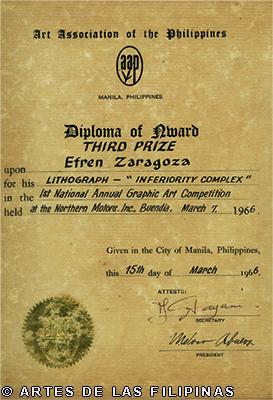 Art Association of the Philippines
aap
MANILA, PHILIPPINES
Diploma of Award
THIRD PRIZE
Efren Zaragoza
upon
for his LITHOGRAPH - "INFERIORITY COMPLEX"
in the 1st National Annual Graphic Art Competition
held at the Northern Motors, Inc., Buendia, March 7, 1966.
Given in the City of Manila, Philippines,
this 15th day of March 1966.
ATTESTS:
SECRETARY
PRESIDENT
© ARTES DE LAS FILIPINAS